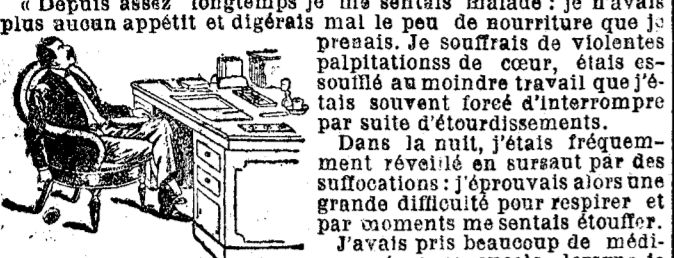 « Depuis assez longtemps je me sentais malade : je n'avais
plus aucun appétit et digérais mal le peu de nourriture que je
prenais. Je souffrais de violentes
palpitationss de cœur, étais es-
soufflé au moindre travail que j'é-
tais souvent forcé d'interrompre
par suite d'étourdissements.
Dans la nuit, j'étais fréquem-
ment réveillé en sursaut par des
suffocations : j'éprouvais alors une
grande difficulté pour respirer et
par moments me sentais étouffer.
J'avais pris beaucoup de médi-